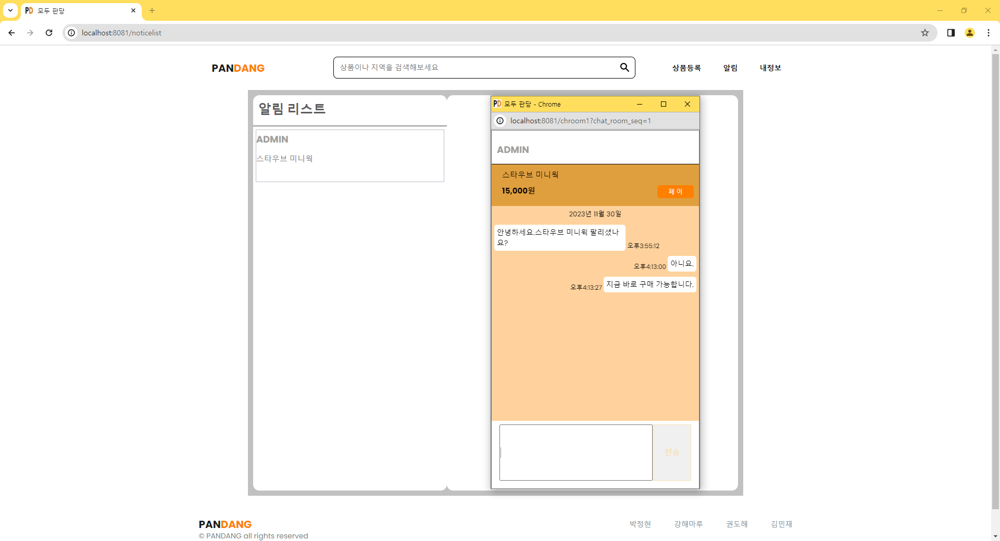 PD 모두 판당
localhost:8081/noticelist
PANDANG
상품이나 지역을 검색해보세요
상품등록 알림 내정보
알림 리스트
ADMIN
스타우브 미니웍
PD 모두 판당 - Chrome
localhost:8081/chroom1?chat_room_seq=1
ADMIN
스타우브 미니웍
15,000원
페 이
2023년 11월 30일
안녕하세요.스타우브 미니웍 팔리셨나
요?
오후3:55:12
오후4:13:00 아니요.
오후4:13:27 지금 바로 구매 가능합니다.
전송
PANDANG
© PANDANG all rights reserved
박정현 강해마루 권도해 김민재